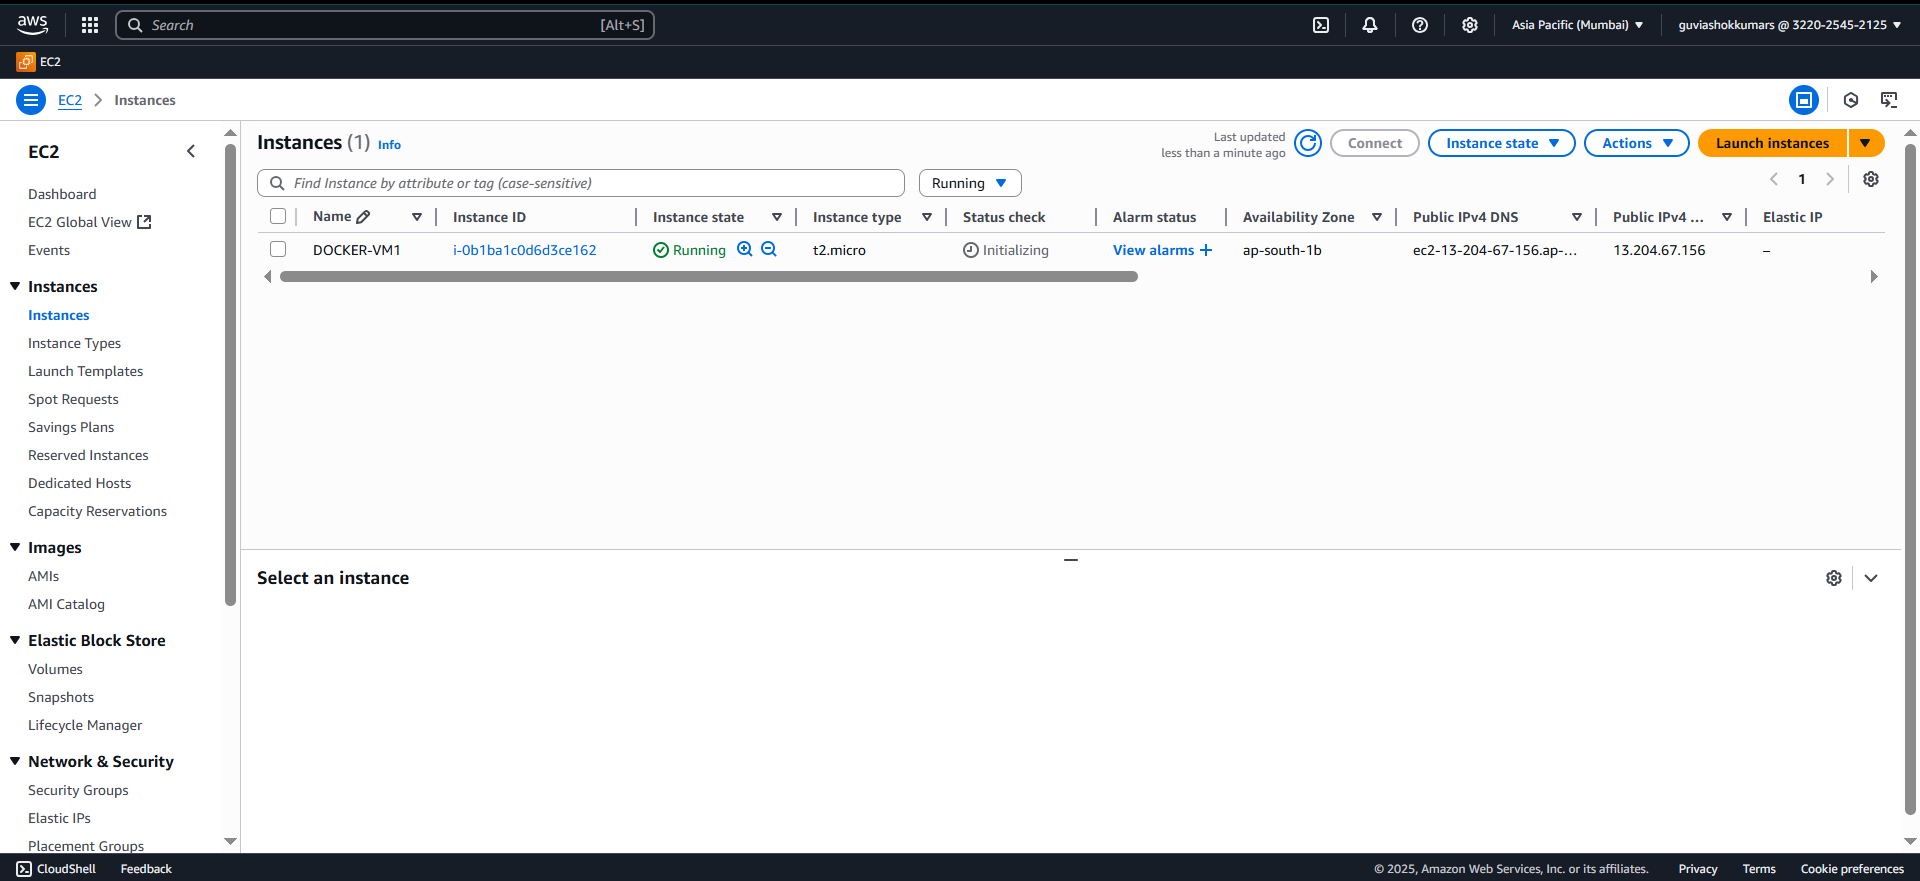 aws
Search [Alt+S]
Asia Pacific (Mumbai)
guviashokkumars @ 3220-2545-2125
EC2
EC2 Instances
EC2
Dashboard
EC2 Global View
Events
Instances
Instances
Instance Types
Launch Templates
Spot Requests
Savings Plans
Reserved Instances
Dedicated Hosts
Capacity Reservations
Images
AMIs
AMI Catalog
Elastic Block Store
Volumes
Snapshots
Lifecycle Manager
Network & Security
Security Groups
Elastic IPs
Placement Groups
Instances (1) Info
Last updated
less than a minute ago
Connect
Instance state
Actions
Launch instances
Find Instance by attribute or tag (case-sensitive)
Running
1
Name Instance ID Instance state Instance type Status check Alarm status Availability Zone Public IPv4 DNS Public IPv4 ... Elastic IP
DOCKER-VM1 i-0b1ba1c0d6d3ce162 Running t2.micro Initializing View alarms + ap-south-1b ec2-13-204-67-156.ap-... 13.204.67.156 –
Select an instance
CloudShell Feedback
© 2025, Amazon Web Services, Inc. or its affiliates. Privacy Terms Cookie preferences